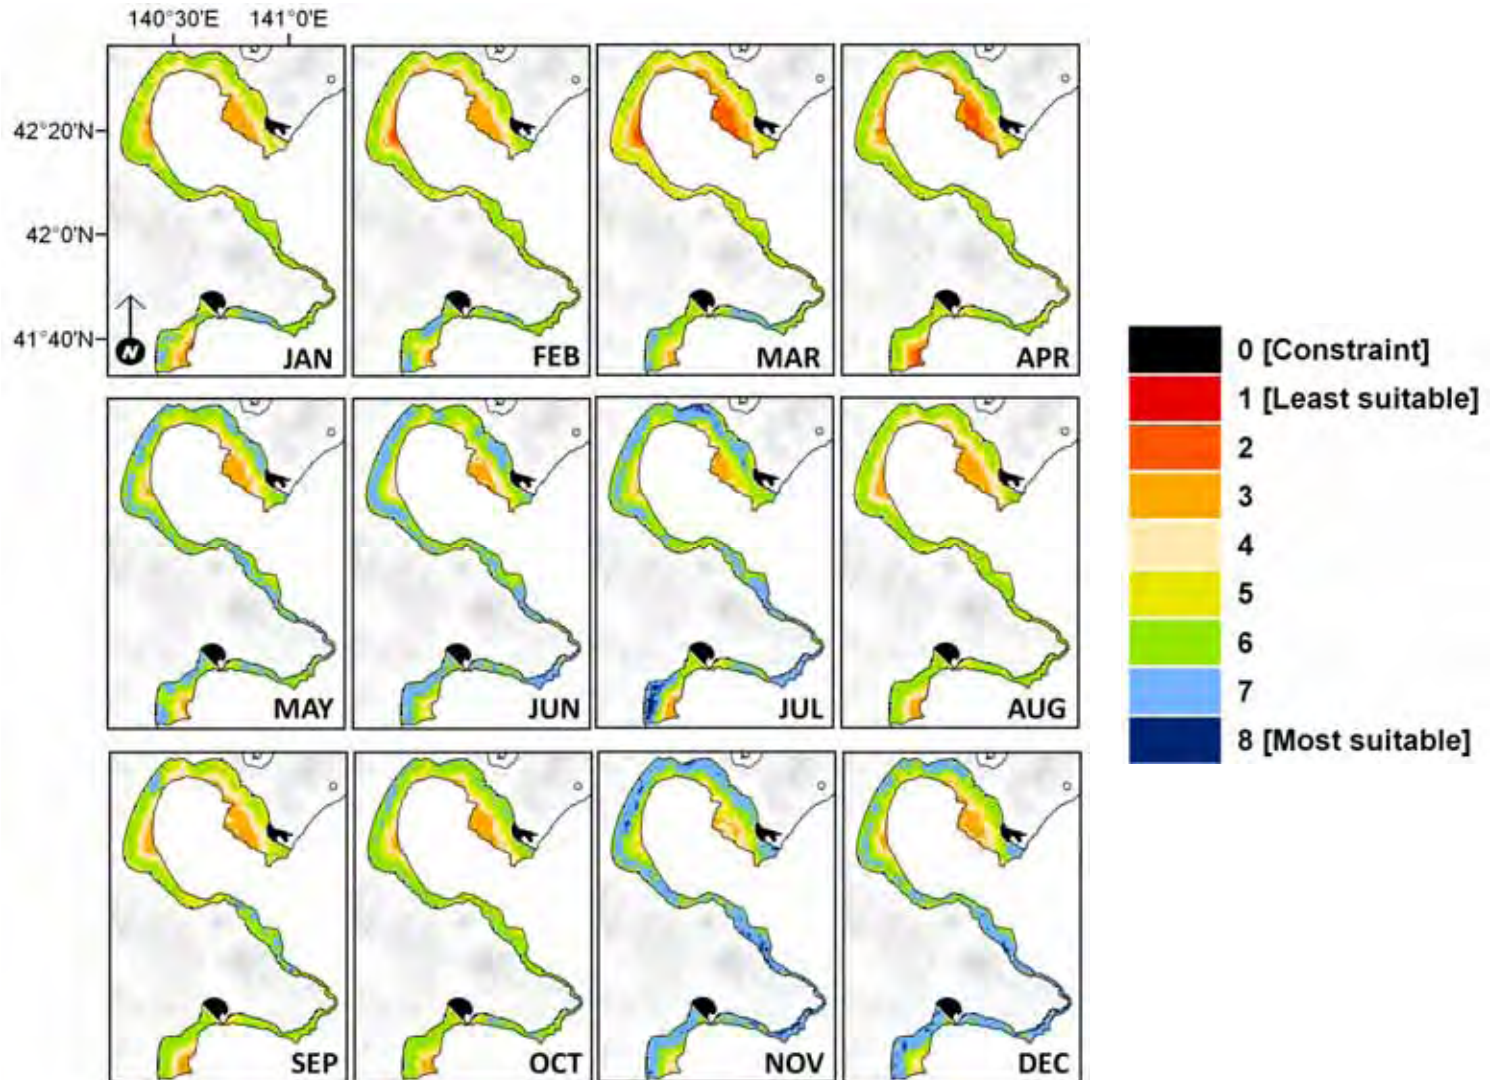 140°30'E 141°0'E
42°20'N
42°0'N
41°40'N
N
JAN FEB MAR APR
MAY JUN JUL AUG
SEP OCT NOV DEC
0 [Constraint]
1 [Least suitable]
2
3
4
5
6
7
8 [Most suitable]